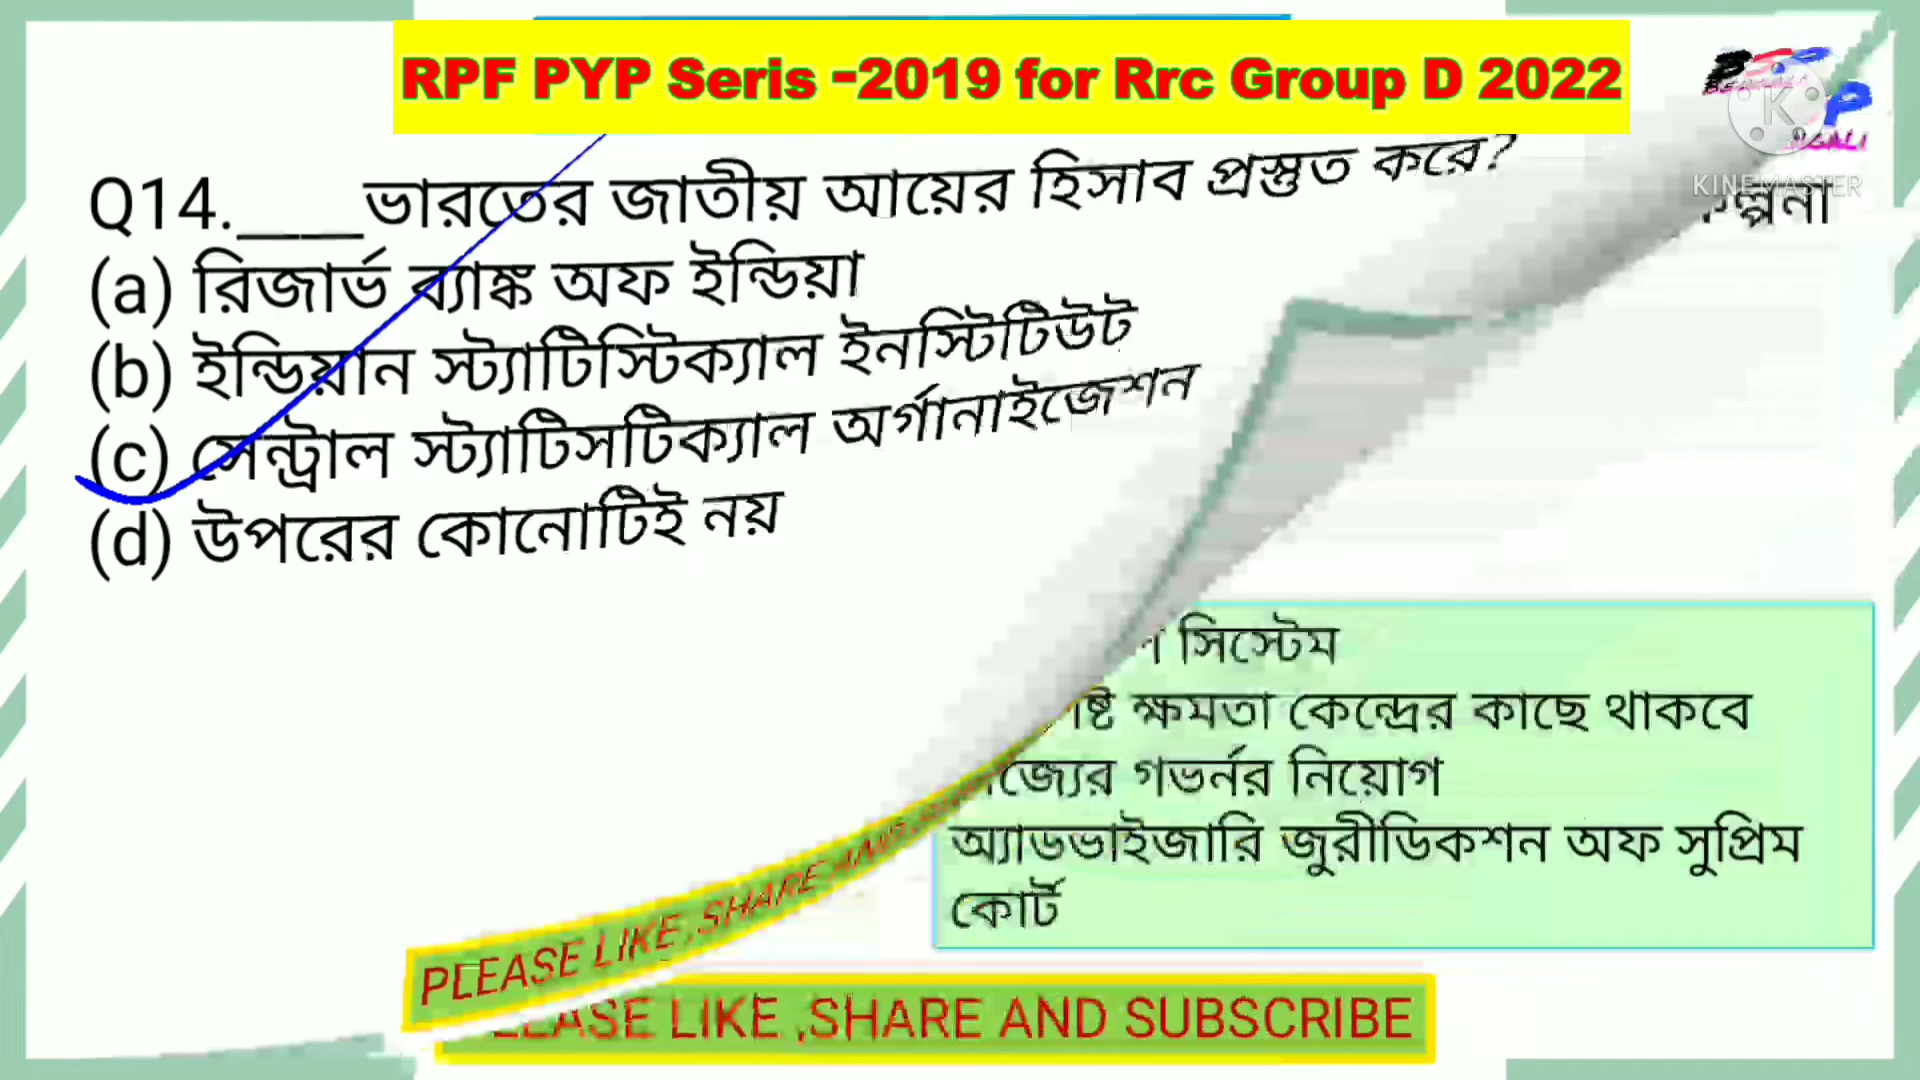 RPF PYP Seris -2019 for Rrc Group D 2022
KINEMASTER
Q14.____ভারতের জাতীয় আয়ের হিসাব প্রস্তুত করে?
(a) রিজার্ভ ব্যাঙ্ক অফ ইন্ডিয়া
(b) ইন্ডিয়ান স্ট্যাটিস্টিক্যাল ইনস্টিটিউট
(c) সেন্ট্রাল স্ট্যাটিসটিক্যাল অর্গানাইজেশন
(d) উপরের কোনোটিই নয়
সিস্টেম
ক্ষমতা কেন্দ্রের কাছে থাকবে
গভর্নর নিয়োগ
অ্যাডভাইজারি জুরীডিকশন অফ সুপ্রিম
কোর্ট
PLEASE LIKE ,SHARE AND
LIKE ,SHARE AND SUBSCRIBE